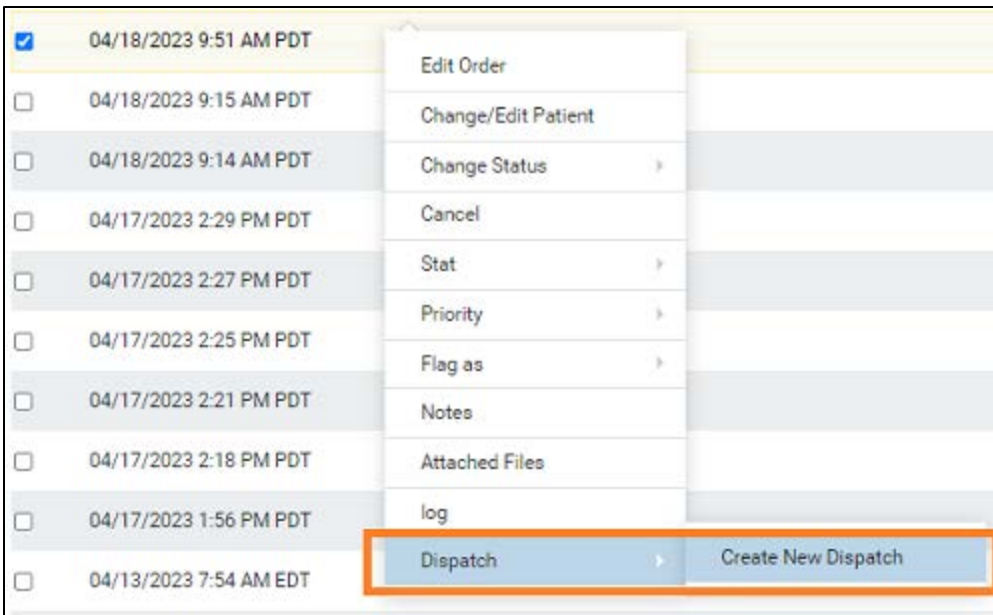 04/18/2023 9:51 AM PDT
Edit Order
04/18/2023 9:15 AM PDT
Change/Edit Patient
04/18/2023 9:14 AM PDT
Change Status
04/17/2023 2:29 PM PDT
Cancel
04/17/2023 2:27 PM PDT
Stat
Priority
04/17/2023 2:25 PM PDT
Flag as
04/17/2023 2:21 PM PDT
Notes
04/17/2023 2:18 PM PDT
Attached Files
04/17/2023 1:56 PM PDT
log
Dispatch
Create New Dispatch
04/13/2023 7:54 AM EDT